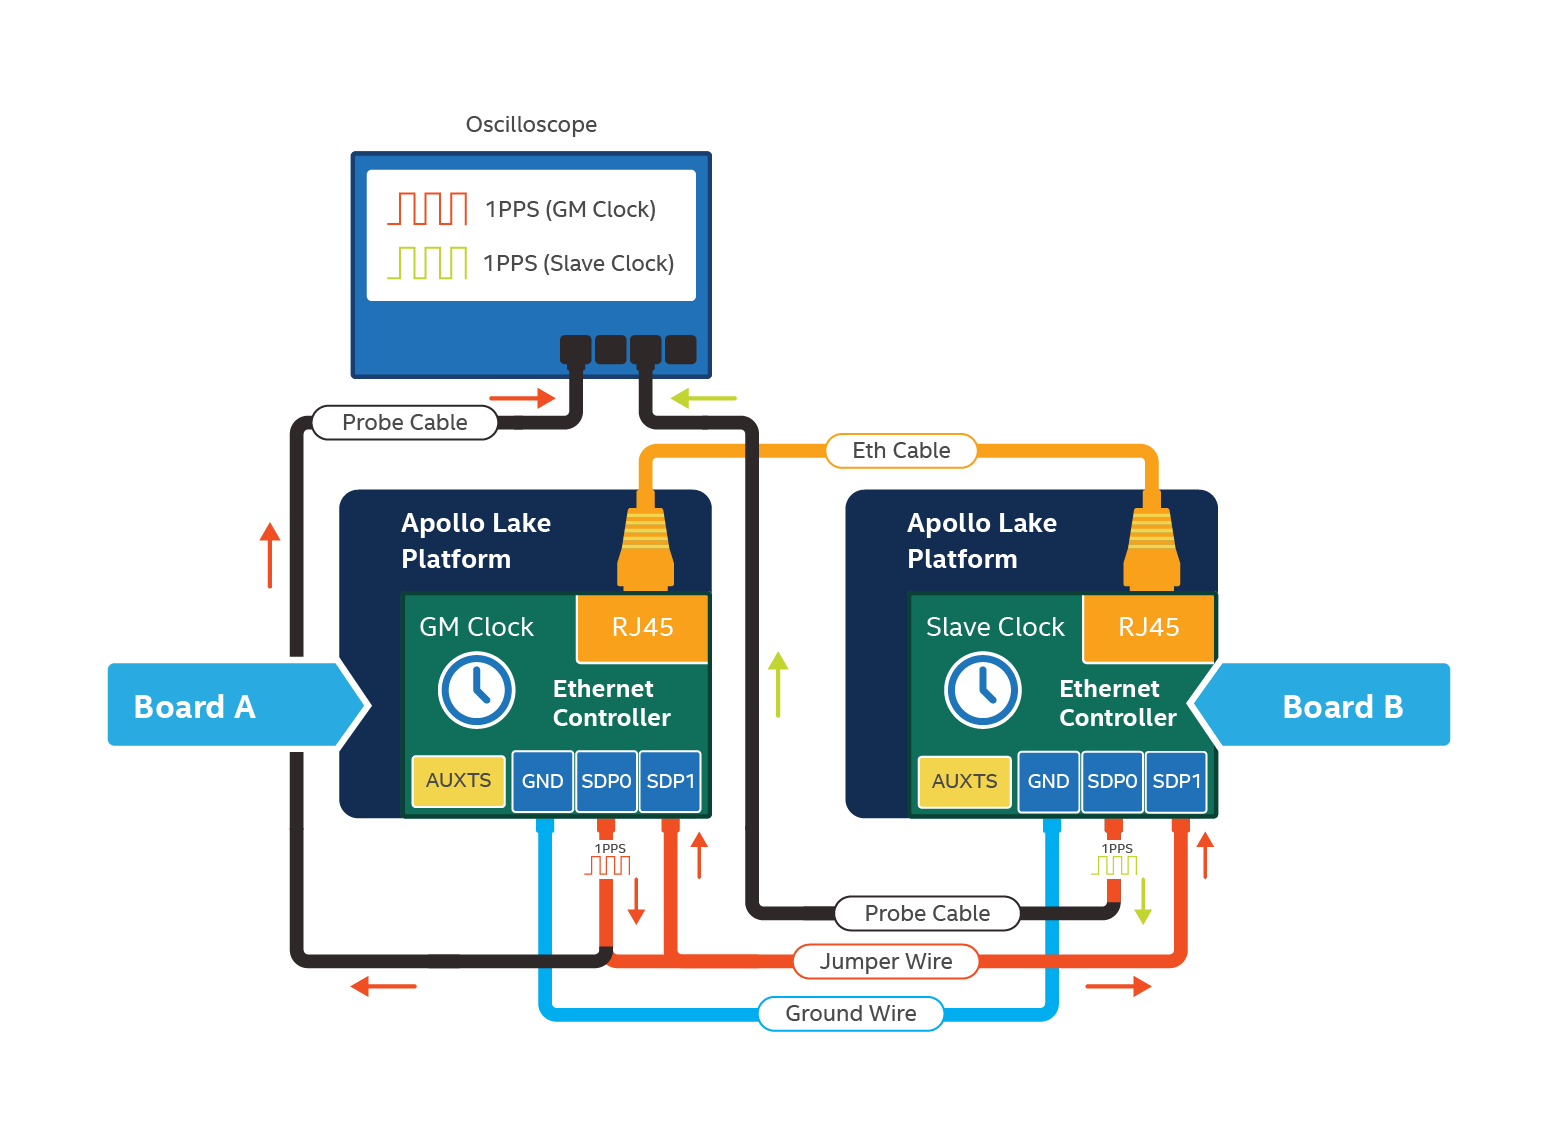 Oscilloscope
1PPS (GM Clock)
1PPS (Slave Clock)
Probe Cable
Eth Cable
Apollo Lake
Platform
Apollo Lake
Platform
GM Clock
RJ45
Slave Clock
RJ45
Ethernet
Controller
Ethernet
Controller
Board A
Board B
AUXTS
GND
SDP0
SDP1
AUXTS
GND
SDP0
SDP1
1PPS
1PPS
Probe Cable
Jumper Wire
Ground Wire